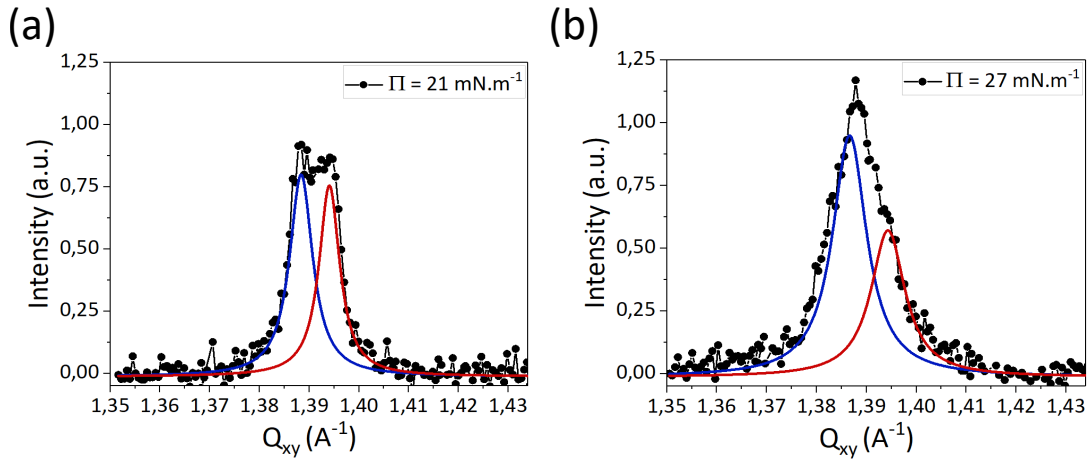 (a)
Π = 21 mN.m⁻¹
1,25
1,00
0,75
0,50
0,25
0,00
Intensity (a.u.)
1,35 1,36 1,37 1,38 1,39 1,40 1,41 1,42 1,43
Qxy (A⁻¹)
(b)
Π = 27 mN.m⁻¹
1,25
1,00
0,75
0,50
0,25
0,00
Intensity (a.u.)
1,35 1,36 1,37 1,38 1,39 1,40 1,41 1,42 1,43
Qxy (A⁻¹)